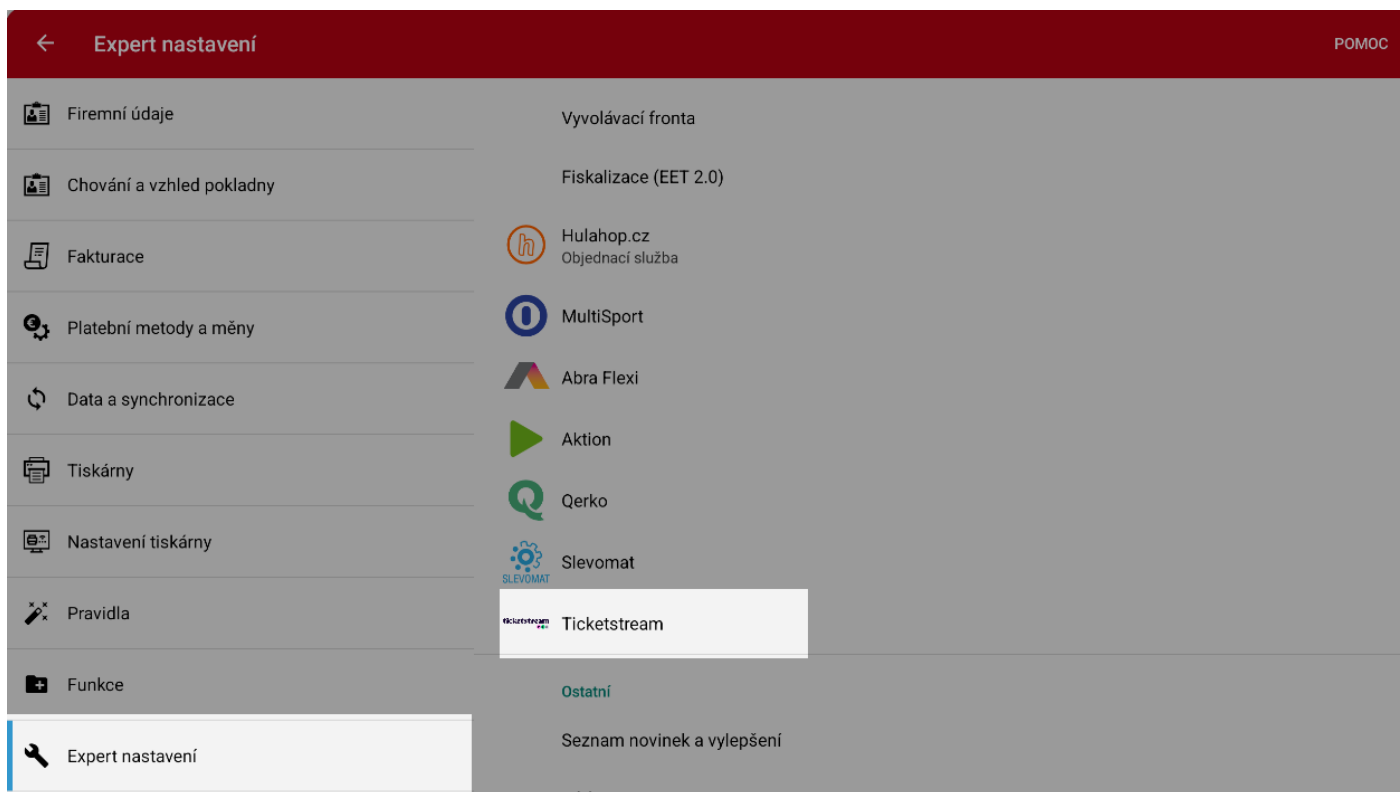 Expert nastavení
POMOC
Firemní údaje
Chování a vzhled pokladny
Fakturace
Platební metody a měny
Data a synchronizace
Tiskárny
Nastavení tiskárny
Pravidla
Funkce
Expert nastavení
Vyvolávací fronta
Fiskalizace (EET 2.0)
Hulahop.cz
Objednací služba
MultiSport
Abra Flexi
Aktion
Qerko
SLEVOMAT
Slevomat
ticketstream
Ticketstream
Ostatní
Seznam novinek a vylepšení